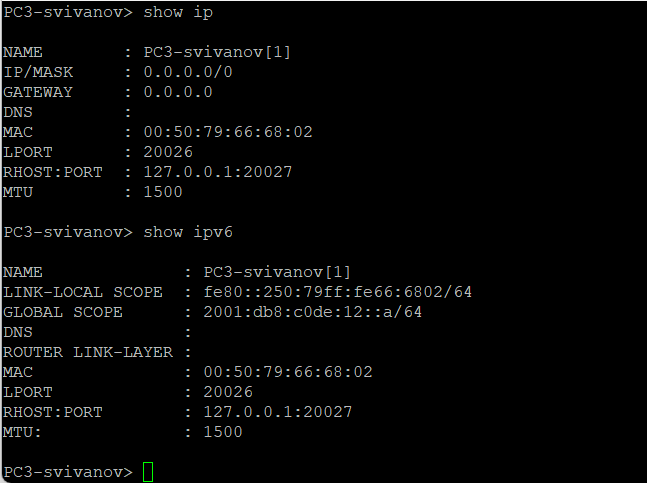 PC3-svivanov> show ip
NAME : PC3-svivanov[1]
IP/MASK : 0.0.0.0/0
GATEWAY : 0.0.0.0
DNS :
MAC : 00:50:79:66:68:02
LPORT : 20026
RHOST:PORT : 127.0.0.1:20027
MTU : 1500
PC3-svivanov> show ipv6
NAME : PC3-svivanov[1]
LINK-LOCAL SCOPE : fe80::250:79ff:fe66:6802/64
GLOBAL SCOPE : 2001:db8:c0de:12::a/64
DNS :
ROUTER LINK-LAYER :
MAC : 00:50:79:66:68:02
LPORT : 20026
RHOST:PORT : 127.0.0.1:20027
MTU: : 1500
PC3-svivanov>